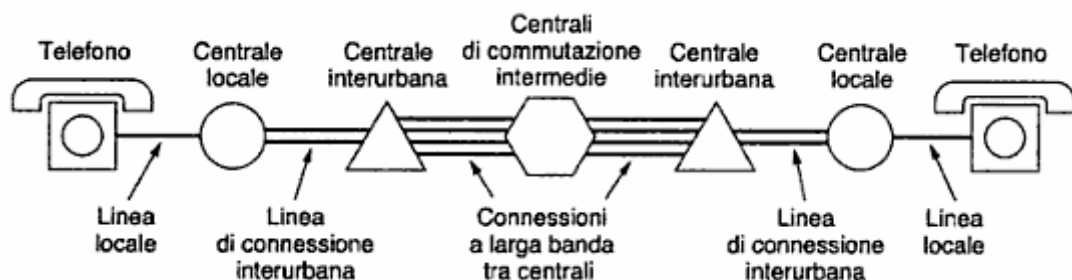 Telefono
Centrale
locale
Centrale
interurbana
Centrali
di commutazione
intermedie
Centrale
interurbana
Centrale
locale
Telefono
Linea
locale
Linea
di connessione
interurbana
Connessioni
a larga banda
tra centrali
Linea
di connessione
interurbana
Linea
locale